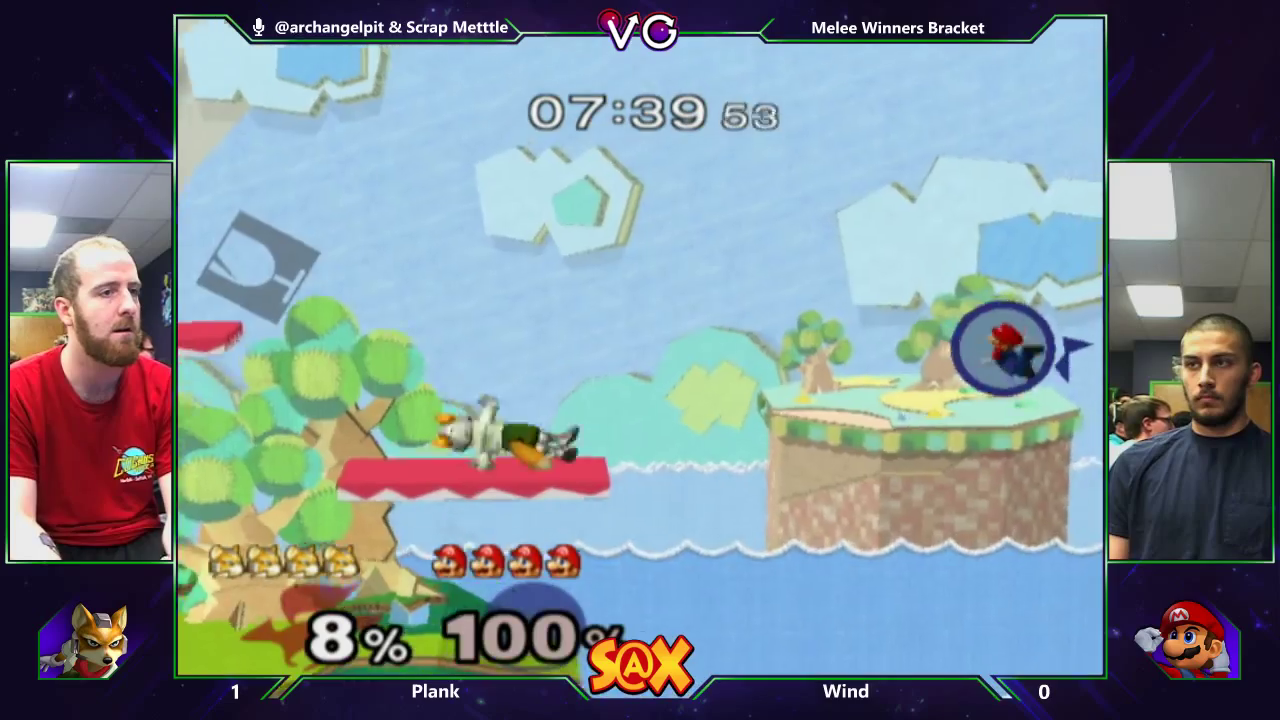 @archangelpit & Scrap Metttle
VG
Melee Winners Bracket
07:39 53
8% 100%
S@X
1
Plank
Wind
0